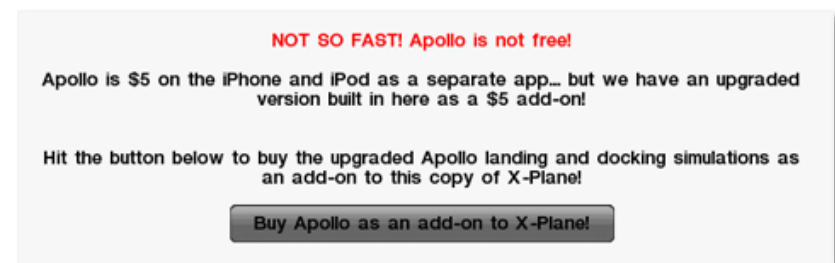 NOT SO FAST! Apollo is not free!
Apollo is $5 on the iPhone and iPod as a separate app... but we have an upgraded
version built in here as a $5 add-on!
Hit the button below to buy the upgraded Apollo landing and docking simulations as
an add-on to this copy of X-Plane!
Buy Apollo as an add-on to X-Plane!